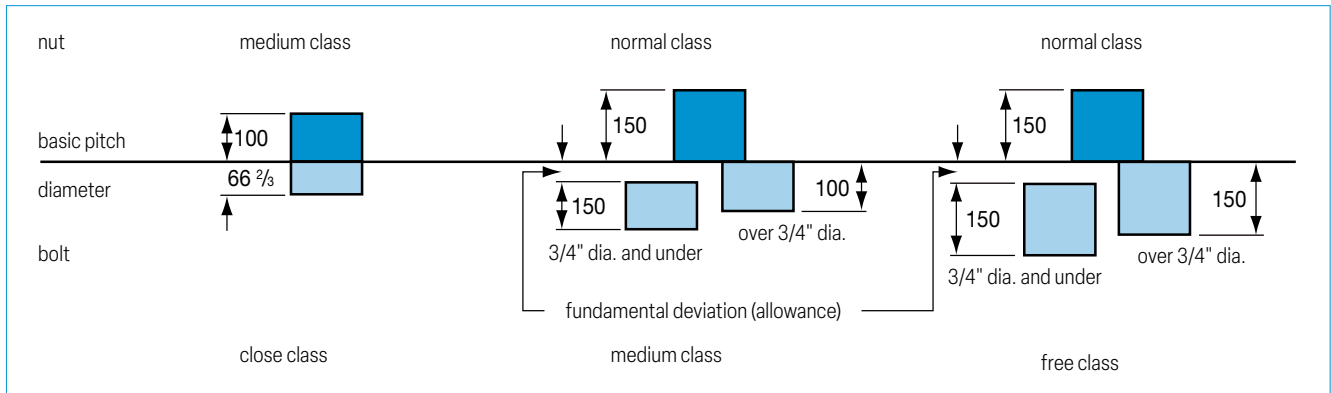 nut medium class normal class normal class
150 150
100
basic pitch
diameter 66 2/3 100
150 150 150
over 3/4" dia.
bolt 3/4" dia. and under over 3/4" dia.
3/4" dia. and under
fundamental deviation (allowance)
close class medium class free class